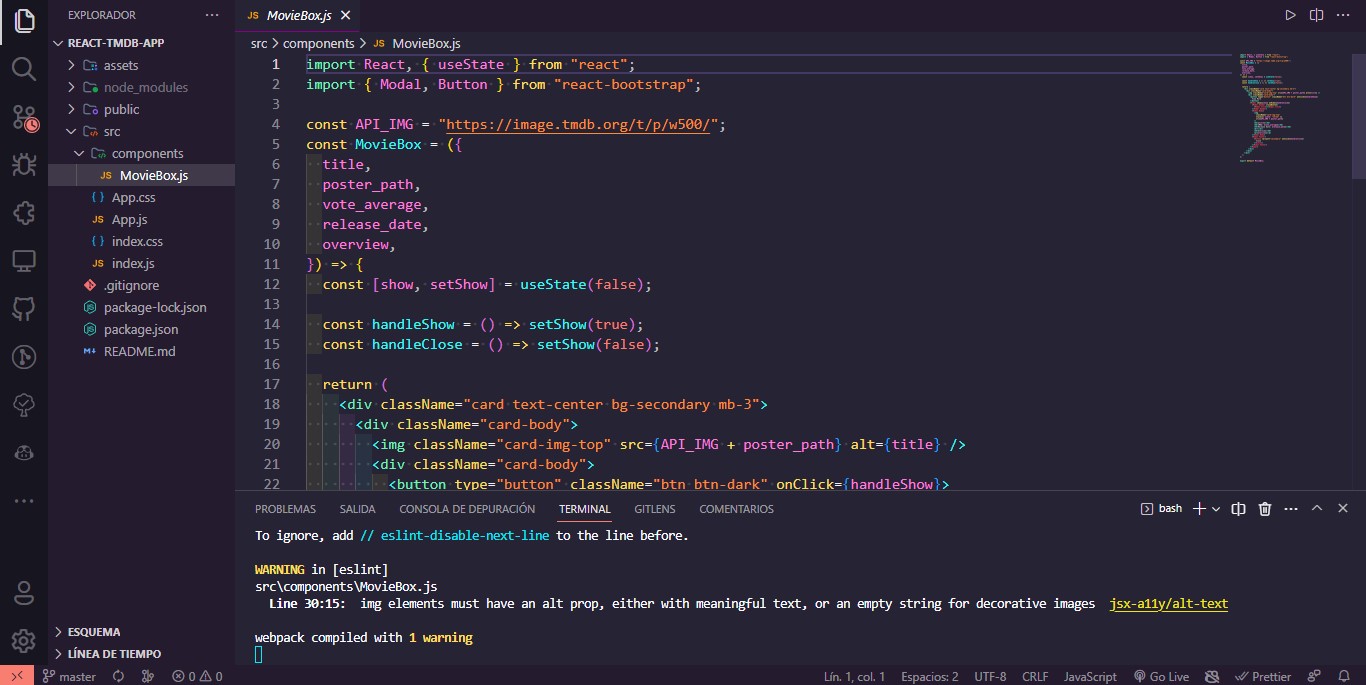 EXPLORADOR
REACT-TMDB-APP
assets
node_modules
public
src
components
JS MovieBox.js
{ } App.css
JS App.js
{ } index.css
JS index.js
.gitignore
package-lock.json
package.json
M+ README.md
ESQUEMA
LÍNEA DE TIEMPO
JS MovieBox.js
src > components > JS MovieBox.js
1 import React, { useState } from "react";
2 import { Modal, Button } from "react-bootstrap";
3
4 const API_IMG = "https://image.tmdb.org/t/p/w500/";
5 const MovieBox = ({
6 title,
7 poster_path,
8 vote_average,
9 release_date,
10 overview,
11 }) => {
12 const [show, setShow] = useState(false);
13
14 const handleShow = () => setShow(true);
15 const handleClose = () => setShow(false);
16
17 return (
18 <div className="card text-center bg-secondary mb-3">
19 <div className="card-body">
20 <img className="card-img-top" src={API_IMG + poster_path} alt={title} />
21 <div className="card-body">
22 <button type="button" className="btn btn-dark" onClick={handleShow}>
PROBLEMAS SALIDA CONSOLA DE DEPURACIÓN TERMINAL GITLENS COMENTARIOS bash
To ignore, add // eslint-disable-next-line to the line before.
WARNING in [eslint]
src\components\MovieBox.js
Line 30:15: img elements must have an alt prop, either with meaningful text, or an empty string for decorative images jsx-a11y/alt-text
webpack compiled with 1 warning
master 0 0 Lín. 1, col. 1 Espacios: 2 UTF-8 CRLF JavaScript Go Live Prettier